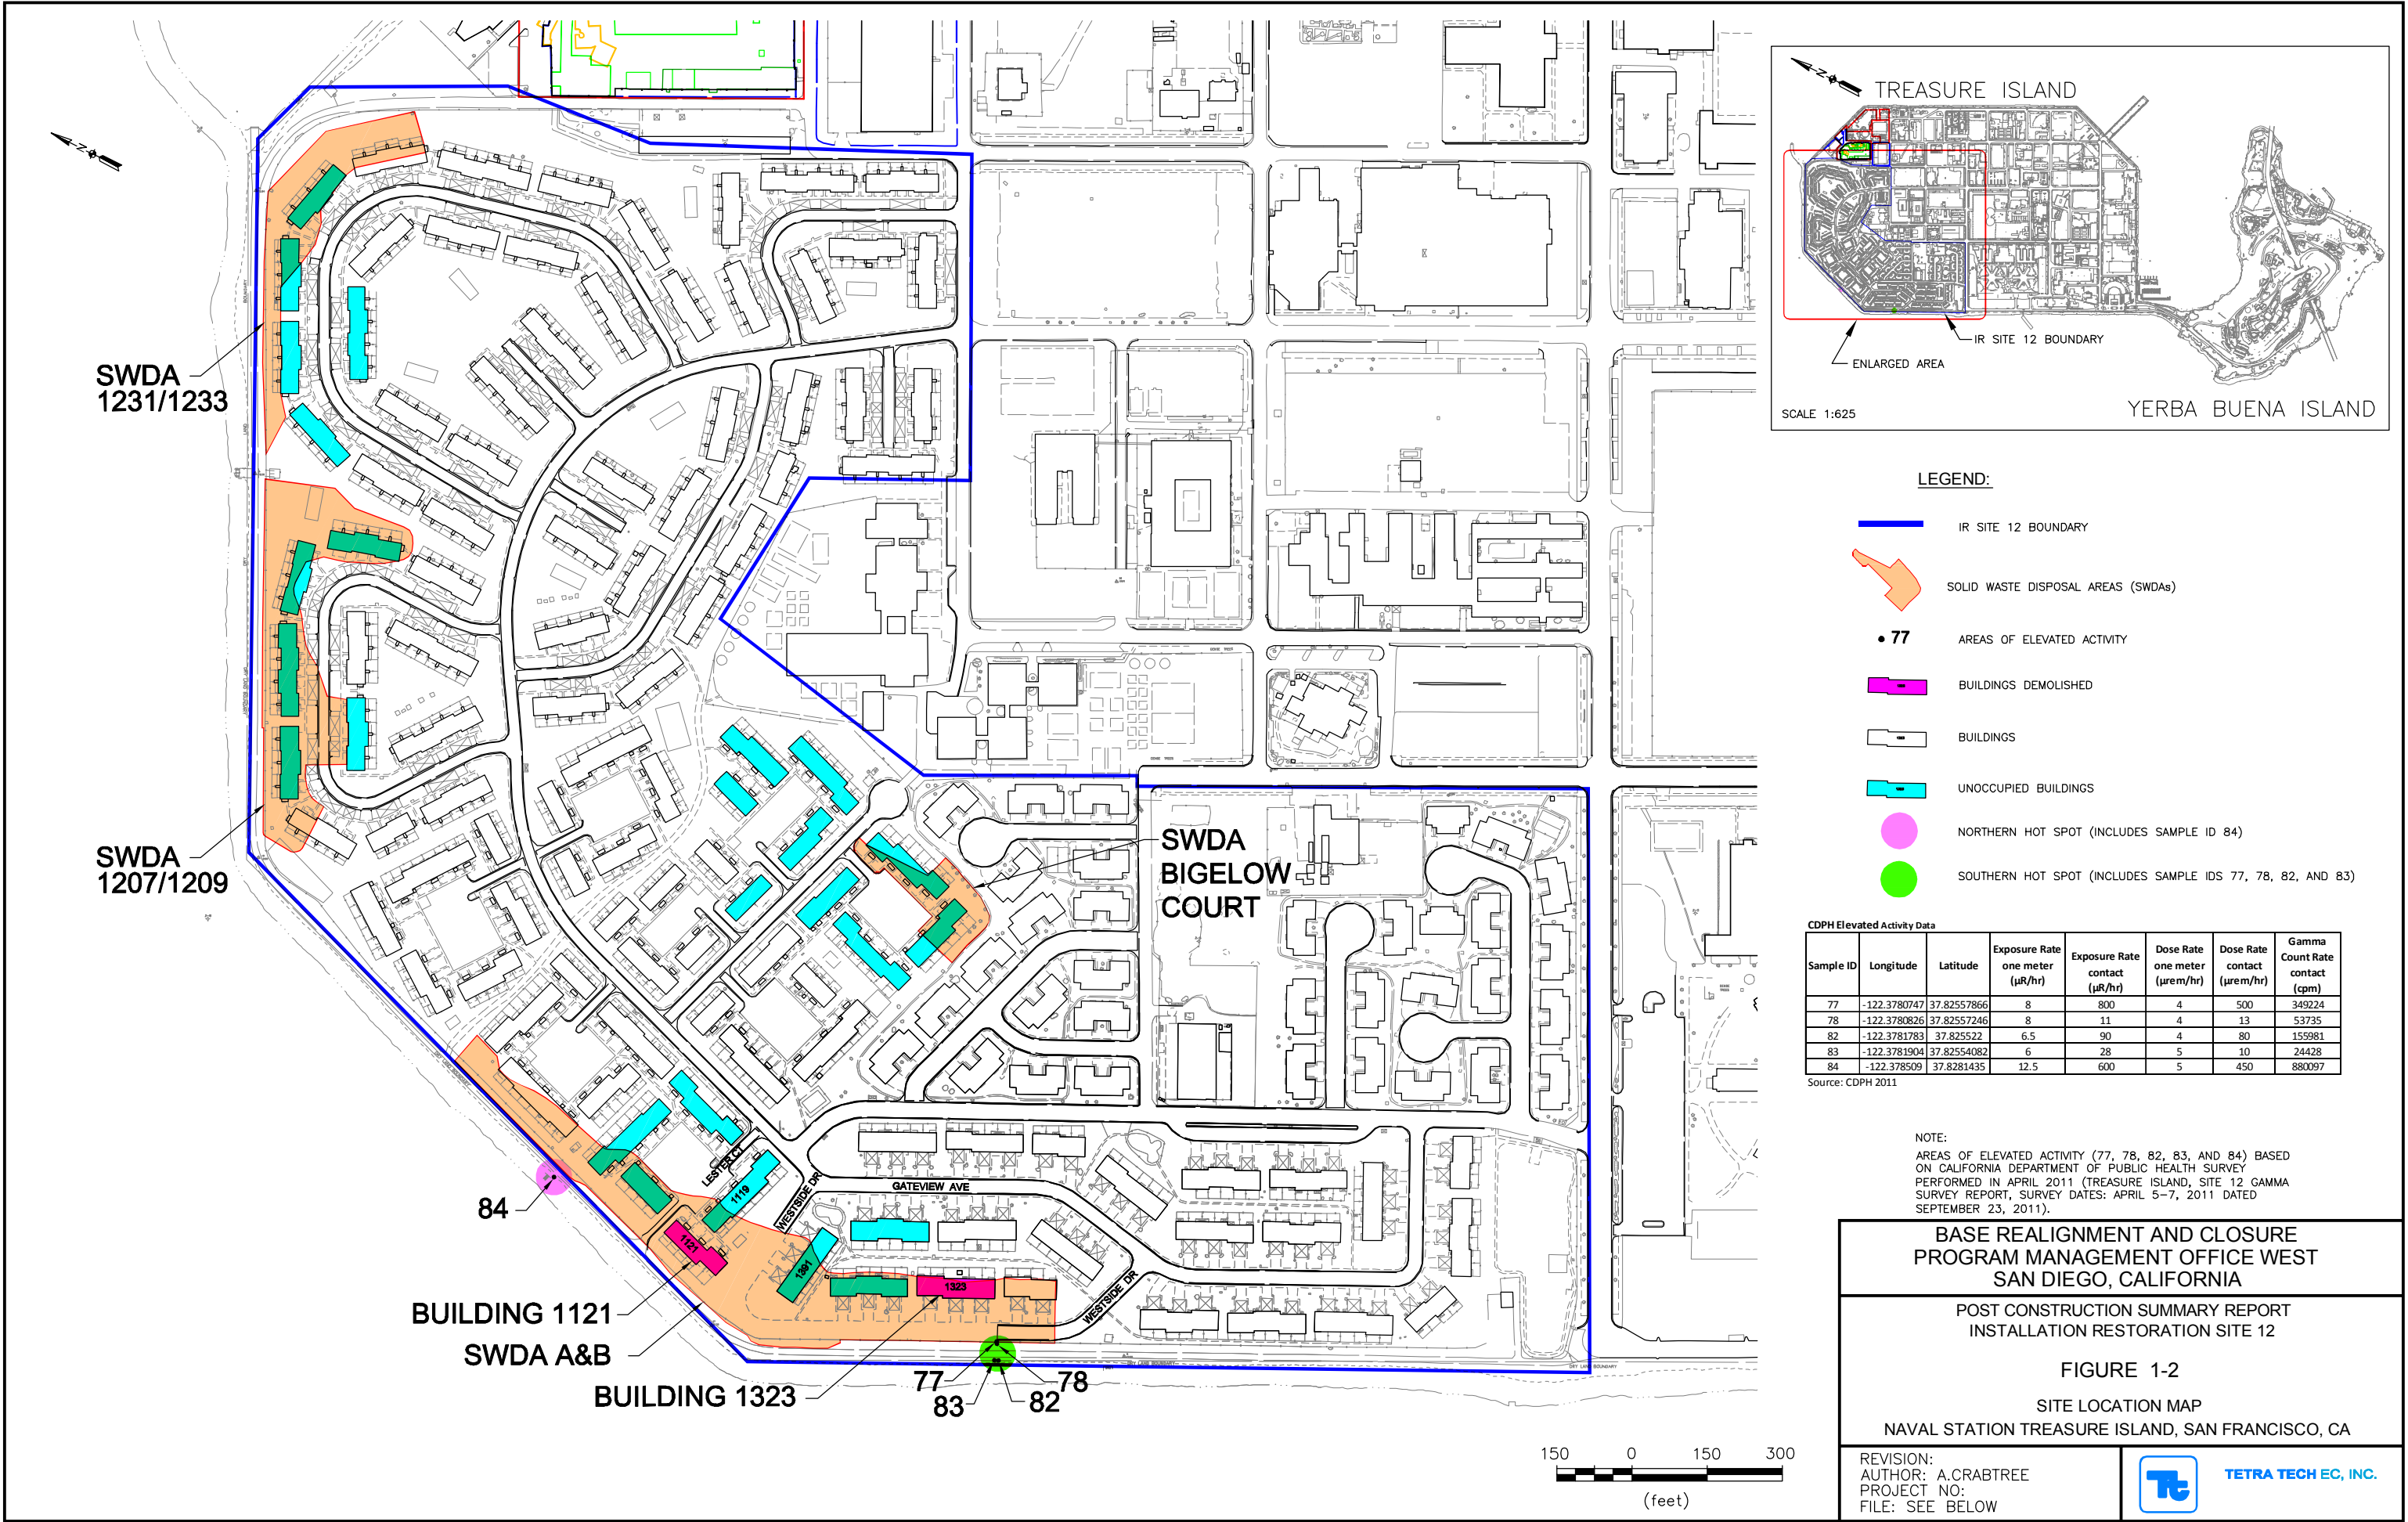 TREASURE ISLAND
IR SITE 12 BOUNDARY
ENLARGED AREA
SCALE 1:625
YERBA BUENA ISLAND
N
N
SWDA
1231/1233
SWDA
1207/1209
SWDA
BIGELOW
COURT
LESTER CT
1119
WESTSIDE DR
GATEVIEW AVE
84
1121
1391
1323
WESTSIDE DR
BUILDING 1121
SWDA A&B
BUILDING 1323
77
78
83
82
DRY LAND BOUNDARY
DRY LAND BOUNDARY
LEGEND:
IR SITE 12 BOUNDARY
SOLID WASTE DISPOSAL AREAS (SWDAs)
77 AREAS OF ELEVATED ACTIVITY
BUILDINGS DEMOLISHED
BUILDINGS
UNOCCUPIED BUILDINGS
NORTHERN HOT SPOT (INCLUDES SAMPLE ID 84)
SOUTHERN HOT SPOT (INCLUDES SAMPLE IDS 77, 78, 82, AND 83)
CDPH Elevated Activity Data
Sample ID Longitude Latitude Exposure Rate one meter (µR/hr) Exposure Rate contact (µR/hr) Dose Rate one meter (µrem/hr) Dose Rate contact (µrem/hr) Gamma Count Rate contact (cpm)
77 -122.3780747 37.82557866 8 800 4 500 349224
78 -122.3780826 37.82557246 8 11 4 13 53735
82 -122.3781783 37.825522 6.5 90 4 80 155981
83 -122.3781904 37.82554082 6 28 5 10 24428
84 -122.378509 37.8281435 12.5 600 5 450 880097
Source: CDPH 2011
NOTE:
AREAS OF ELEVATED ACTIVITY (77, 78, 82, 83, AND 84) BASED
ON CALIFORNIA DEPARTMENT OF PUBLIC HEALTH SURVEY
PERFORMED IN APRIL 2011 (TREASURE ISLAND, SITE 12 GAMMA
SURVEY REPORT, SURVEY DATES: APRIL 5-7, 2011 DATED
SEPTEMBER 23, 2011).
BASE REALIGNMENT AND CLOSURE
PROGRAM MANAGEMENT OFFICE WEST
SAN DIEGO, CALIFORNIA
POST CONSTRUCTION SUMMARY REPORT
INSTALLATION RESTORATION SITE 12
FIGURE 1-2
SITE LOCATION MAP
NAVAL STATION TREASURE ISLAND, SAN FRANCISCO, CA
REVISION:
AUTHOR: A.CRABTREE
PROJECT NO:
FILE: SEE BELOW
Tt
TETRA TECH EC, INC.
150 0 150 300
(feet)